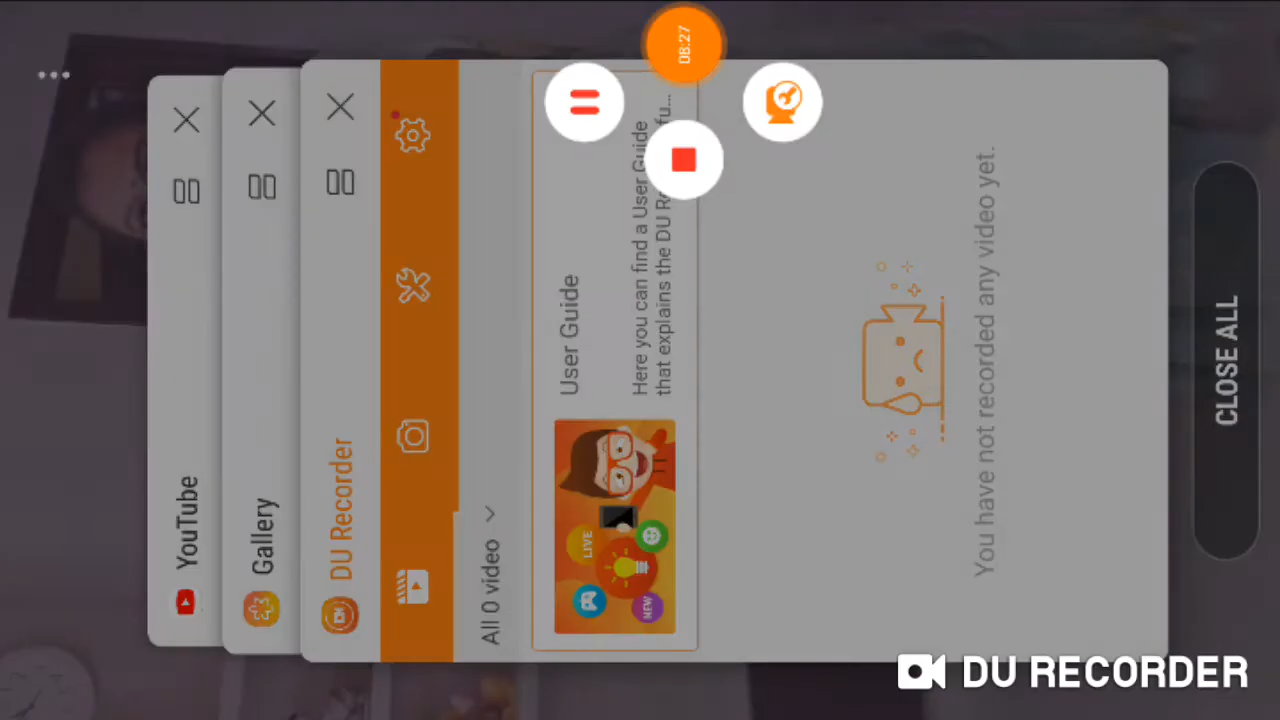 YouTube
Gallery
DU Recorder
All 0 video
User Guide
Here you can find a User Guide
that explains the DU Re fu...
LIVE
NEW
You have not recorded any video yet.
CLOSE ALL
08:27
DU RECORDER